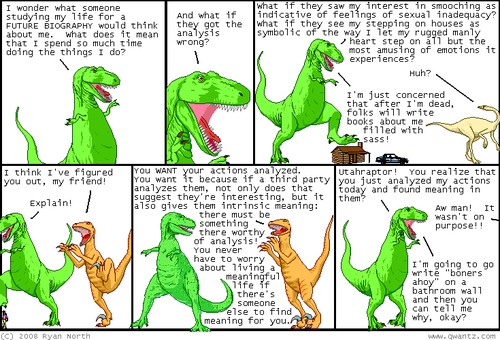 I wonder what someone
studying my life for a
FUTURE BIOGRAPHY would think
about me. What does it mean
that I spend so much time
doing the things I do?
And what if
they got the
analysis
wrong?
What if they saw my interest in smooching as
indicative of feelings of sexual inadequacy?
What if they see my stepping on houses as
symbolic of the way I let my rugged manly
heart step on all but the
most amusing of emotions it
experiences?
Huh?
I'm just concerned
that after I'm dead,
folks will write
books about me
filled with
sass!
I think I've figured
you out, my friend!
Explain!
You WANT your actions analyzed.
You want it because if a third party
analyzes them, not only does that
suggest they're interesting, but it
also gives them intrinsic meaning:
there must be
something
there worthy
of analysis!
You never
have to worry
about living a
meaningful
life if
there's
someone
else to find
meaning for you.
Utahraptor! You realize that
you just analyzed my actions
today and found meaning in
them?
Aw man! It
wasn't on
purpose!!
I'm going to go
write "boners
ahoy" on a
bathroom wall
and then you
can tell me
why, okay?
(C) 2008 Ryan North
www.qwantz.com